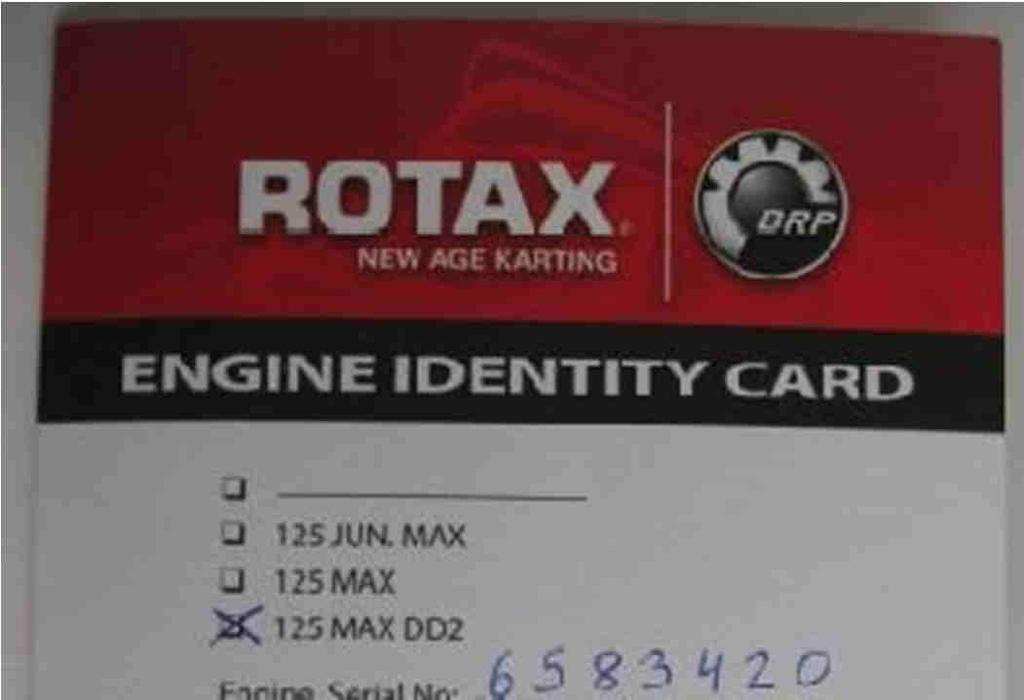 ROTAX®
NEW AGE KARTING
BRP
ENGINE IDENTITY CARD
125 JUN. MAX
125 MAX
125 MAX DD2
Engine Serial No: 6583420